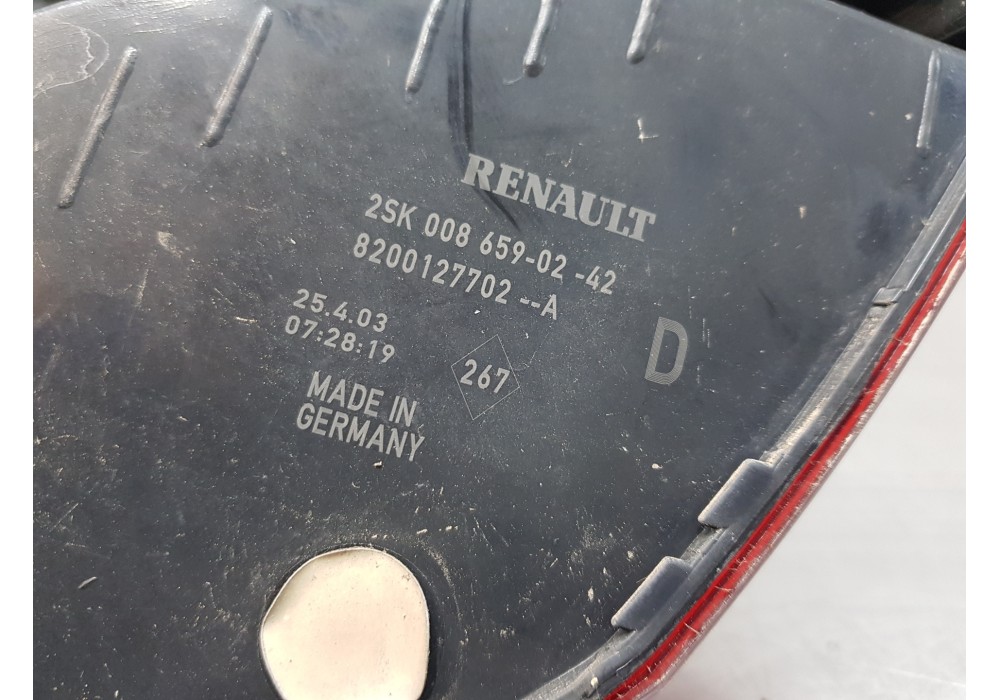 RENAULT
2SK 008 659-02 -42
8200127702 --A
25.4.03
07:28:19
267
D
MADE IN
GERMANY